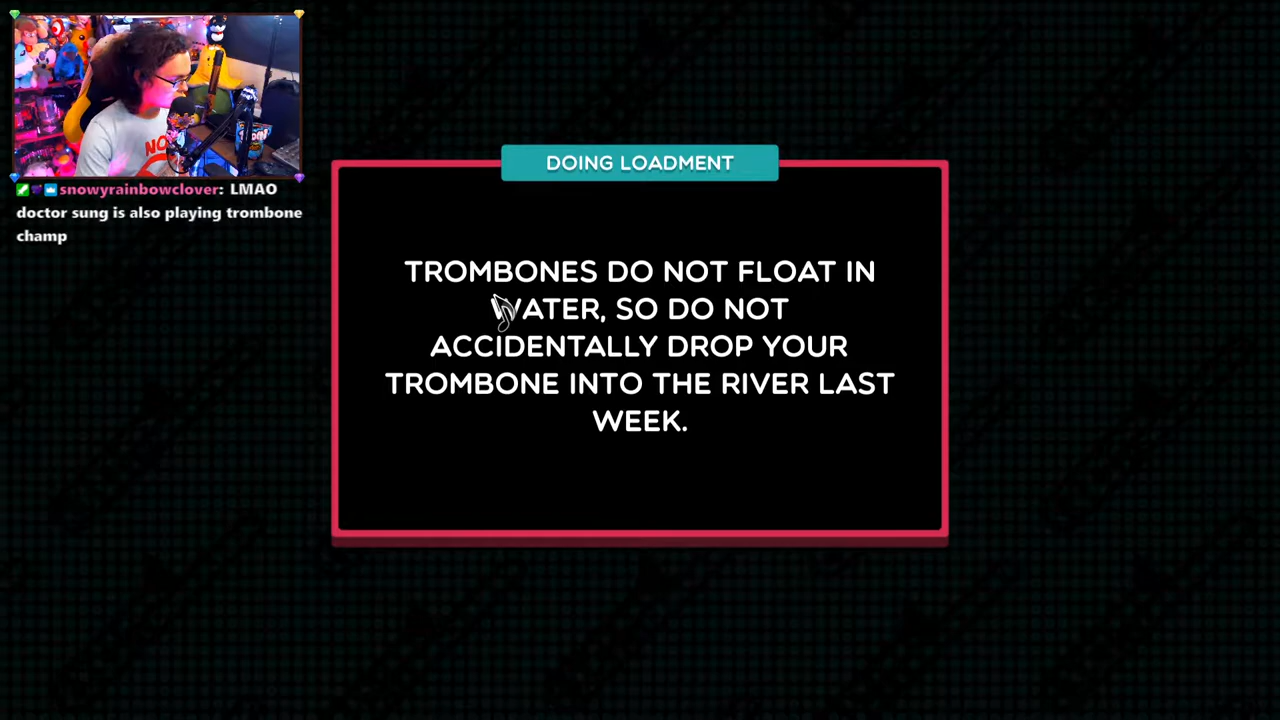 snowyrainbowclover: LMAO
doctor sung is also playing trombone
champ
DOING LOADMENT
TROMBONES DO NOT FLOAT IN
WATER, SO DO NOT
ACCIDENTALLY DROP YOUR
TROMBONE INTO THE RIVER LAST
WEEK.